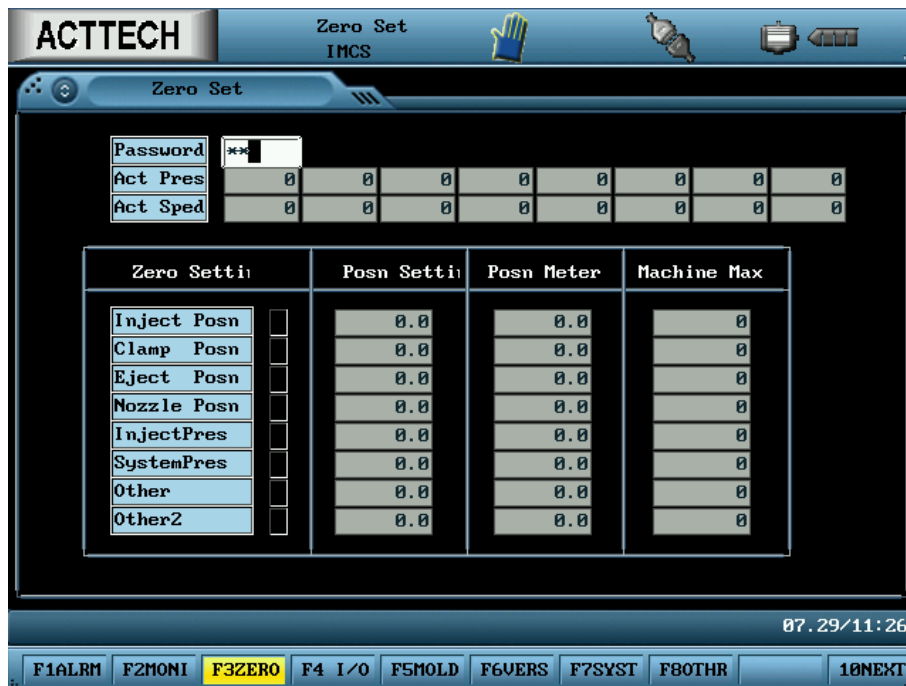 ACTTECH
Zero Set
IMCS
Zero Set
Password **
Act Pres 0 0 0 0 0 0 0 0
Act Sped 0 0 0 0 0 0 0 0
Zero Setti Posn Setti Posn Meter Machine Max
Inject Posn 0.0 0.0 0
Clamp Posn 0.0 0.0 0
Eject Posn 0.0 0.0 0
Nozzle Posn 0.0 0.0 0
InjectPres 0.0 0.0 0
SystemPres 0.0 0.0 0
Other 0.0 0.0 0
Other2 0.0 0.0 0
07.29/11:26
F1ALRM F2MONI F3ZERO F4 I/O F5MOLD F6VERS F7SYST F8OTHR 10NEXT